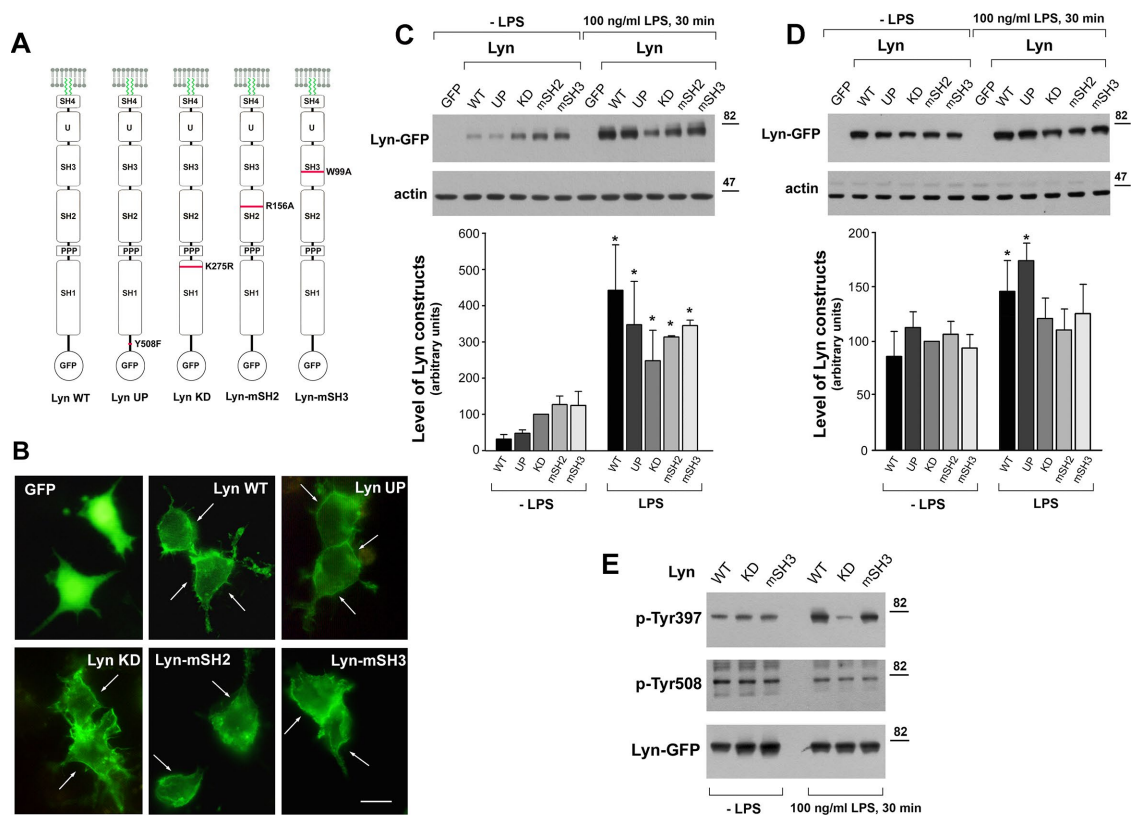 A
SH4 SH4 SH4 SH4 SH4
U U U U U
SH3 SH3 SH3 SH3 SH3
W99A
SH2 SH2 SH2 SH2 SH2
R156A
PPP PPP PPP PPP PPP
K275R
SH1 SH1 SH1 SH1 SH1
Y508F
GFP GFP GFP GFP GFP
Lyn WT Lyn UP Lyn KD Lyn-mSH2 Lyn-mSH3
B
GFP Lyn WT Lyn UP
Lyn KD Lyn-mSH2 Lyn-mSH3
C
- LPS 100 ng/ml LPS, 30 min
Lyn Lyn
GFP WT UP KD mSH2 mSH3 GFP WT UP KD mSH2 mSH3
Lyn-GFP 82
actin 47
Level of Lyn constructs
(arbitrary units)
600
500
400
300
200
100
0
* * * * *
WT UP KD mSH2 mSH3 WT UP KD mSH2 mSH3
- LPS LPS
D
- LPS 100 ng/ml LPS, 30 min
Lyn Lyn
GFP WT UP KD mSH2 mSH3 GFP WT UP KD mSH2 mSH3
Lyn-GFP 82
actin 47
Level of Lyn constructs
(arbitrary units)
200
150
100
50
0
* *
WT UP KD mSH2 mSH3 WT UP KD mSH2 mSH3
- LPS LPS
E
Lyn WT KD mSH3 WT KD mSH3
p-Tyr397 82
p-Tyr508 82
Lyn-GFP 82
- LPS 100 ng/ml LPS, 30 min